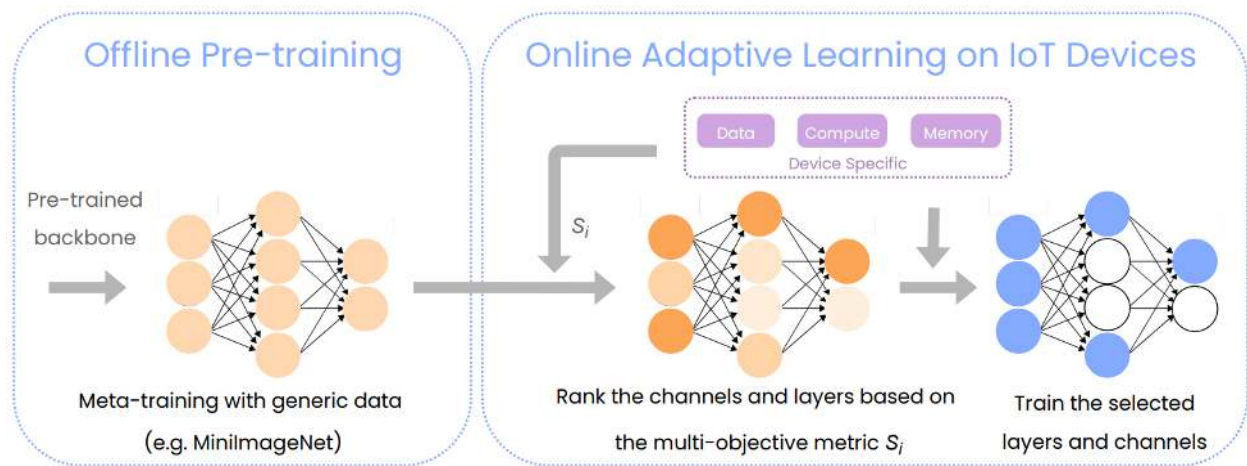 Offline Pre-training
Online Adaptive Learning on IoT Devices
Data
Compute
Memory
Device Specific
Pre-trained
backbone
Si
Meta-training with generic data
(e.g. MiniImageNet)
Rank the channels and layers based on
the multi-objective metric Si
Train the selected
layers and channels